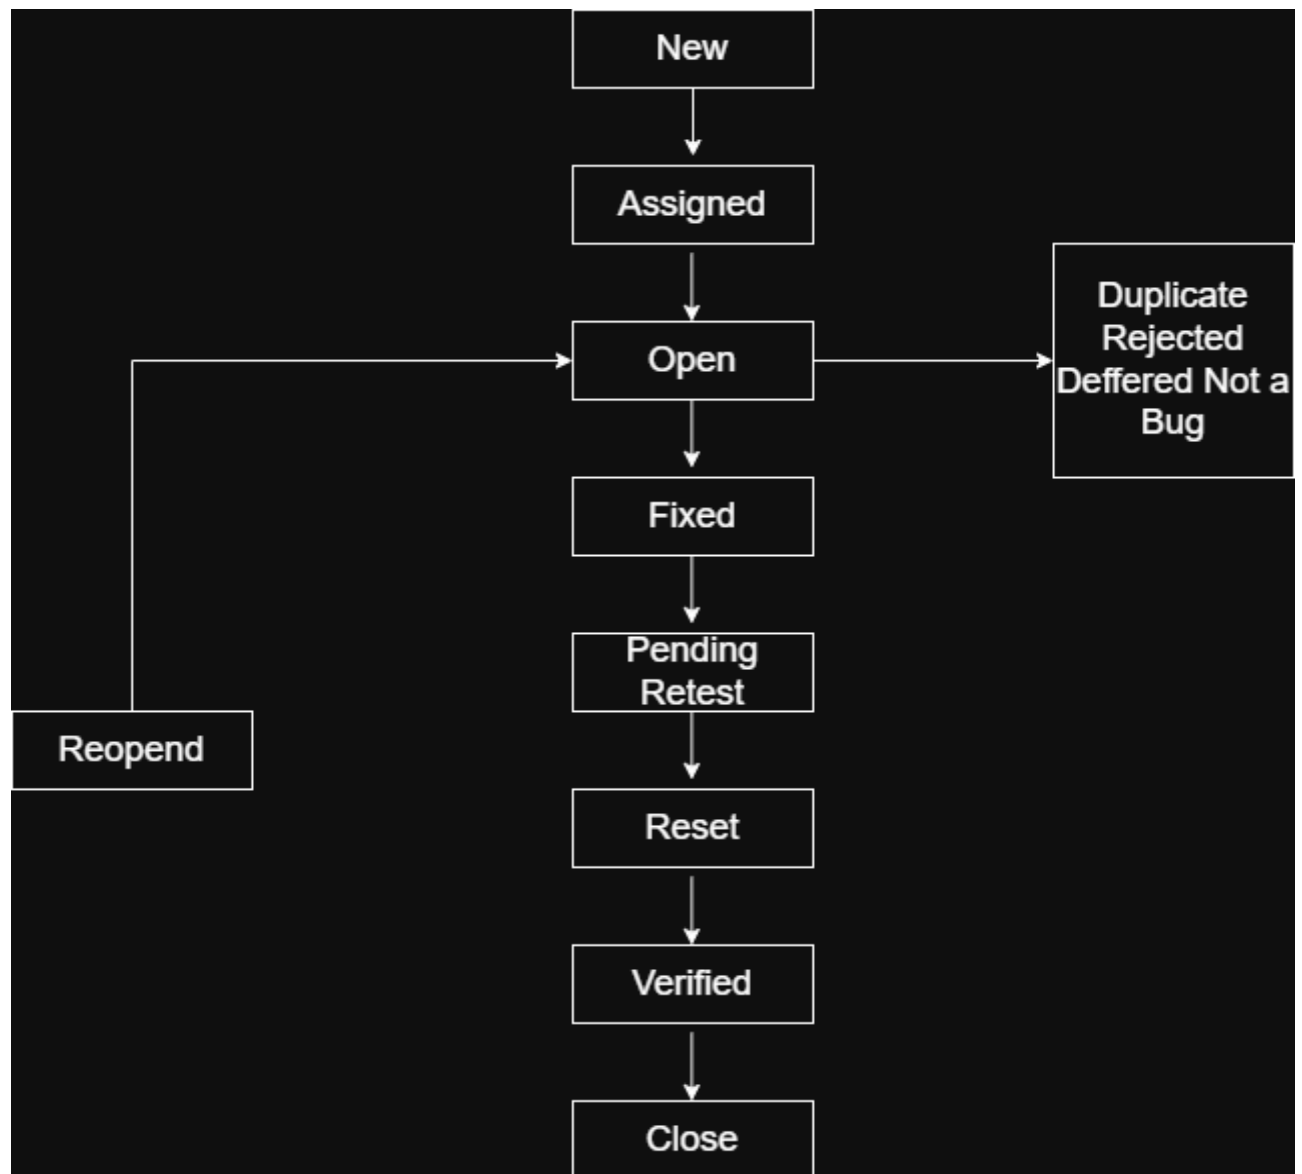 New
Assigned
Duplicate
Rejected
Deffered Not a
Bug
Open
Fixed
Pending
Retest
Reopend
Reset
Verified
Close